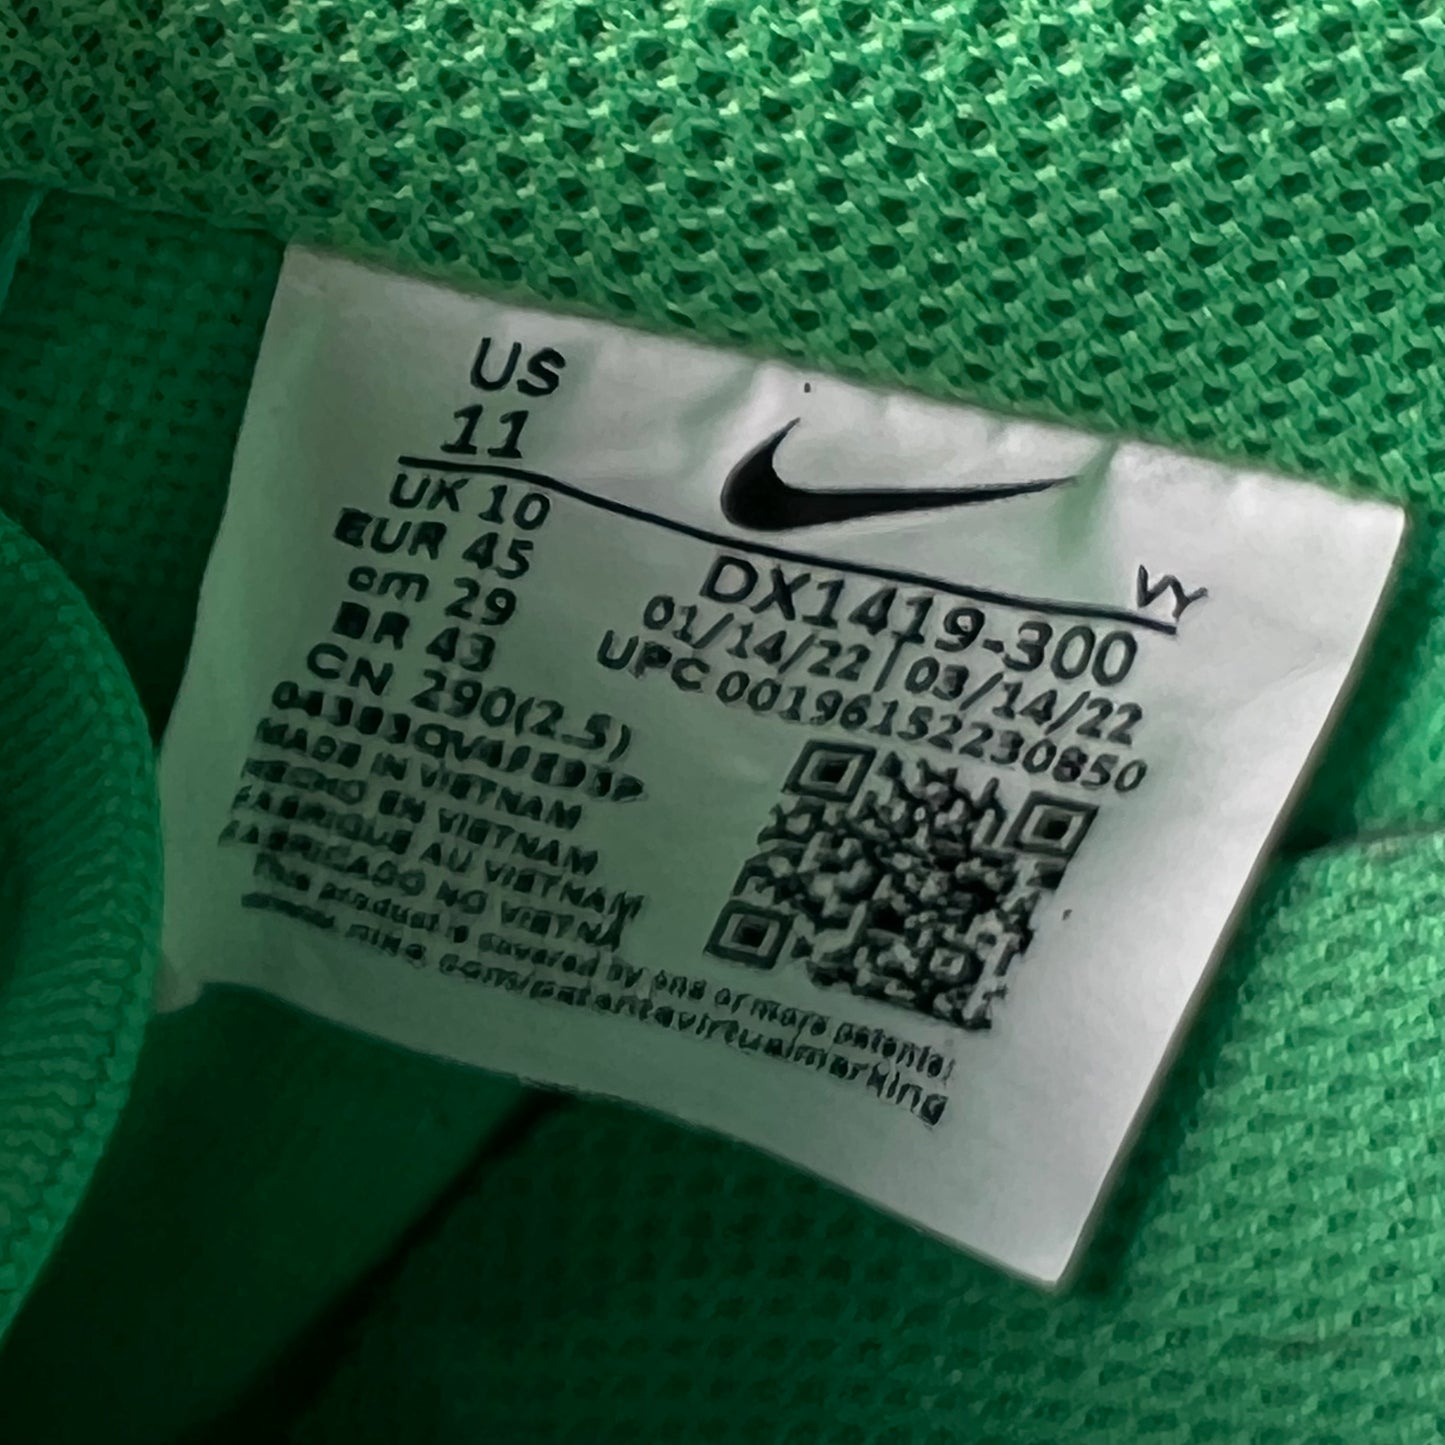 US
11
UK 10
EUR 45
cm 29
BR 43
CN 290(2.5)
MADE IN VIETNAM
HECHO EN VIETNAM
FABRIQUE AU VIETNAM
FABRICADO NO VIETNA
This product is covered by one or more patents.
nike.com/patentsvirtualmarking
VY
DX1419-300
01/14/22 | 03/14/22
UPC 00196152230850